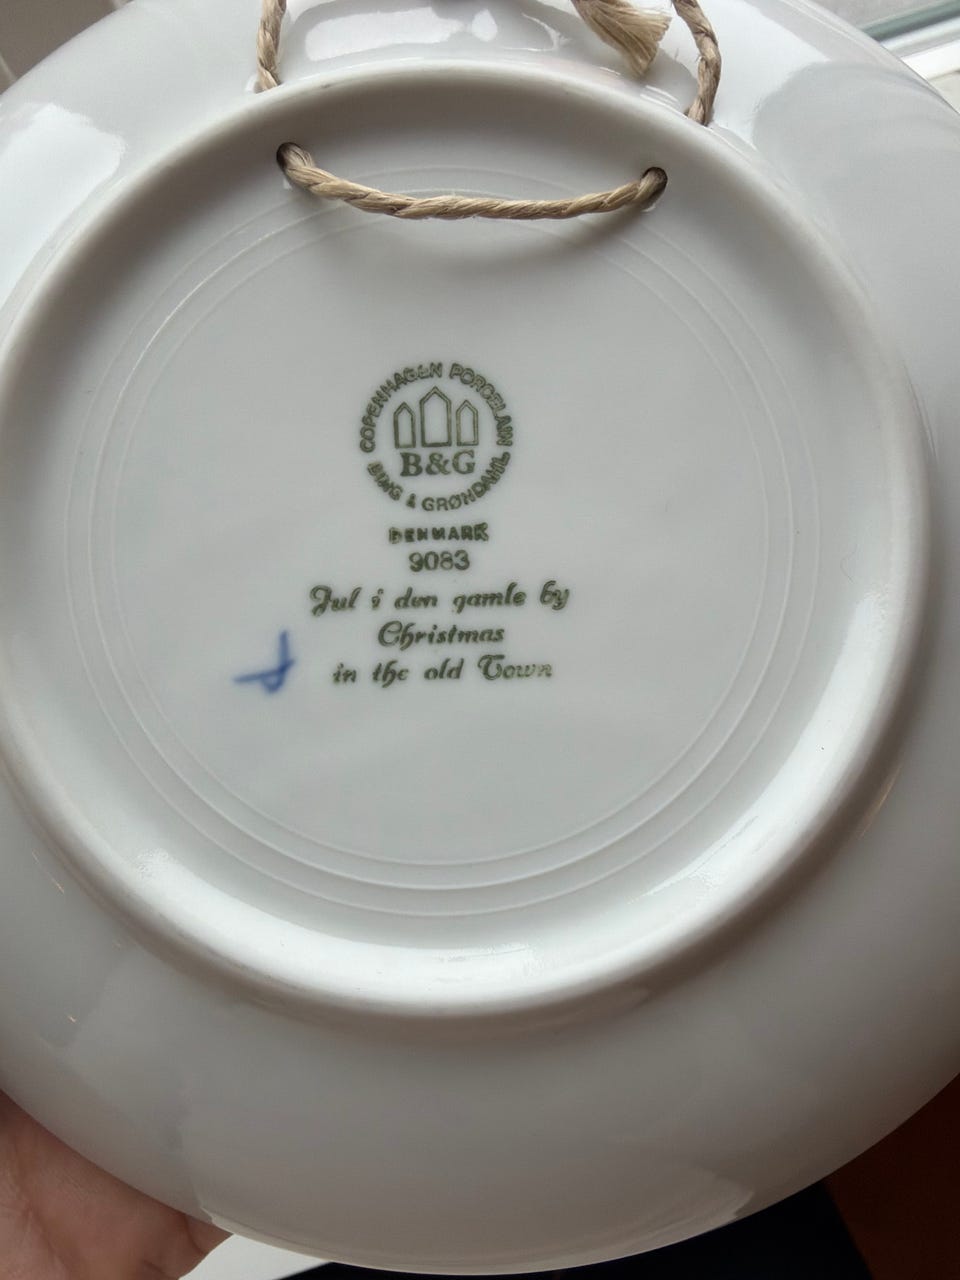 COPENHAGEN PORCELAIN
B&G
BING & GRØNDAHL
DENMARK
9083
Jul i den gamle by
Christmas
in the old Town